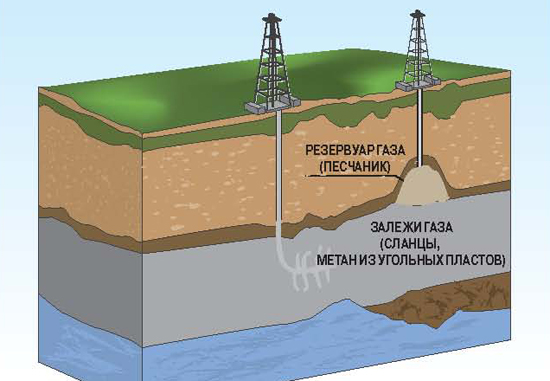 РЕЗЕРВУАР ГАЗА
(ПЕСЧАНИК)
ЗАЛЕЖИ ГАЗА
(СЛАНЦЫ,
МЕТАН ИЗ УГОЛЬНЫХ ПЛАСТОВ)